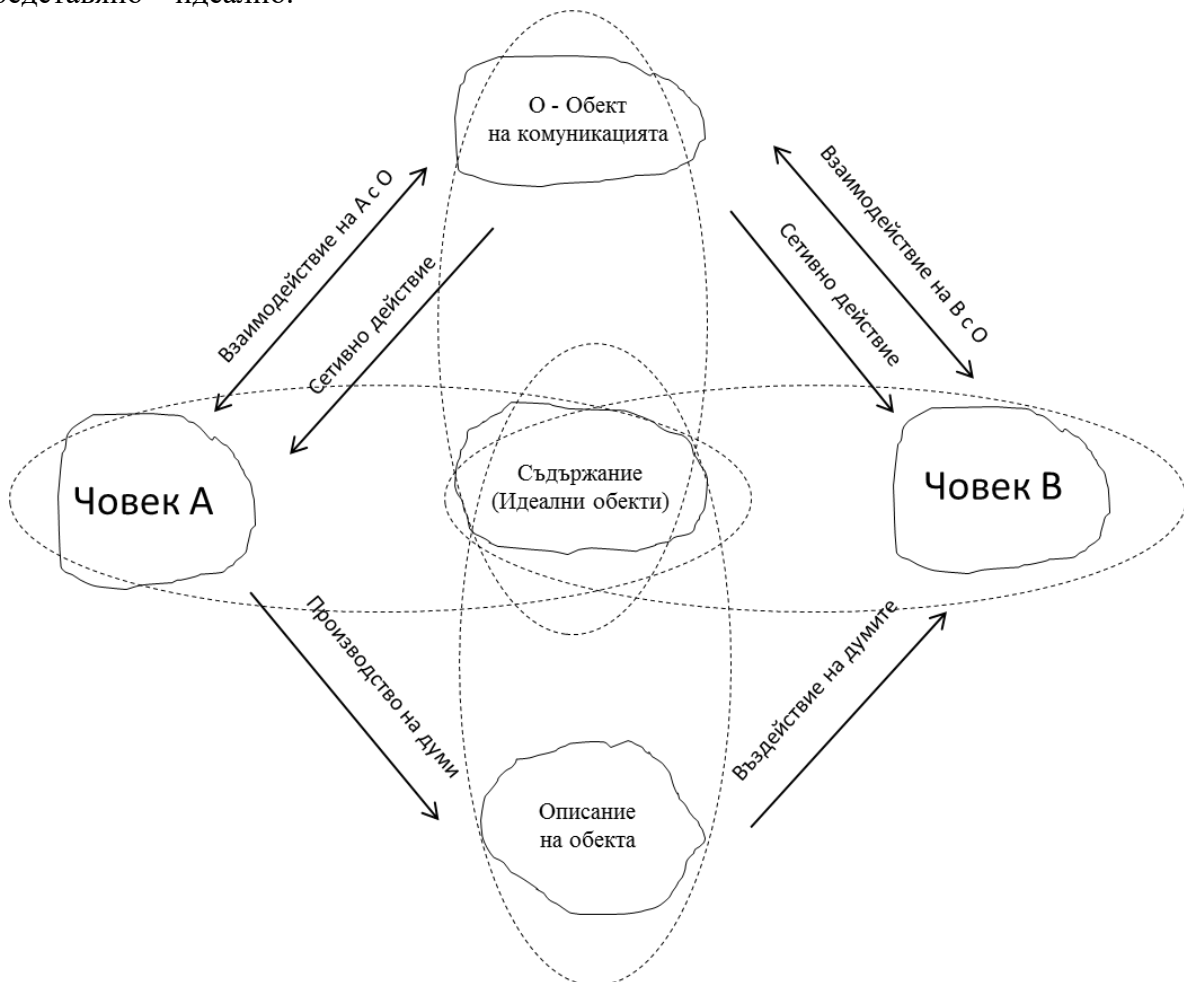 идеално.
О - Обект
на комуникацията
Взаимодействие на А с О
Сетивно действие
Сетивно действие
Взаимодействие на В с О
Човек А
Съдържание
(Идеални обекти)
Човек В
Производство на думи
Въздействие на думите
Описание
на обекта